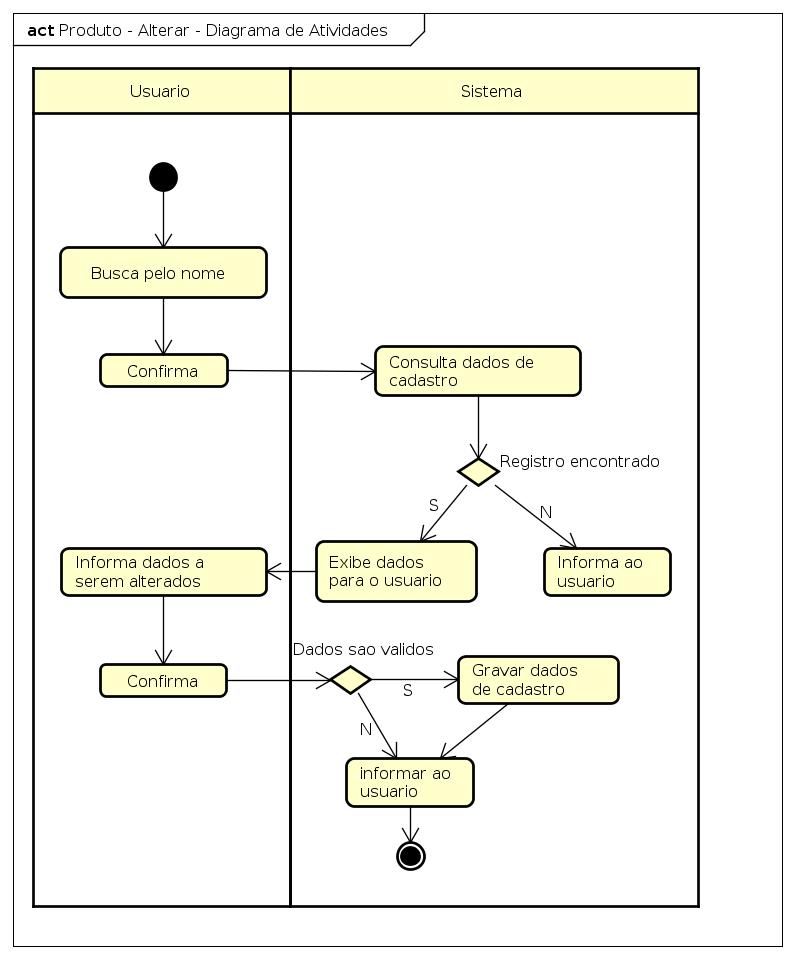 act Produto - Alterar - Diagrama de Atividades
Usuario
Sistema
Busca pelo nome
Confirma
Consulta dados de
cadastro
Registro encontrado
S
N
Informa dados a
serem alterados
Exibe dados
para o usuario
Informa ao
usuario
Dados sao validos
Confirma
S
Gravar dados
de cadastro
N
informar ao
usuario